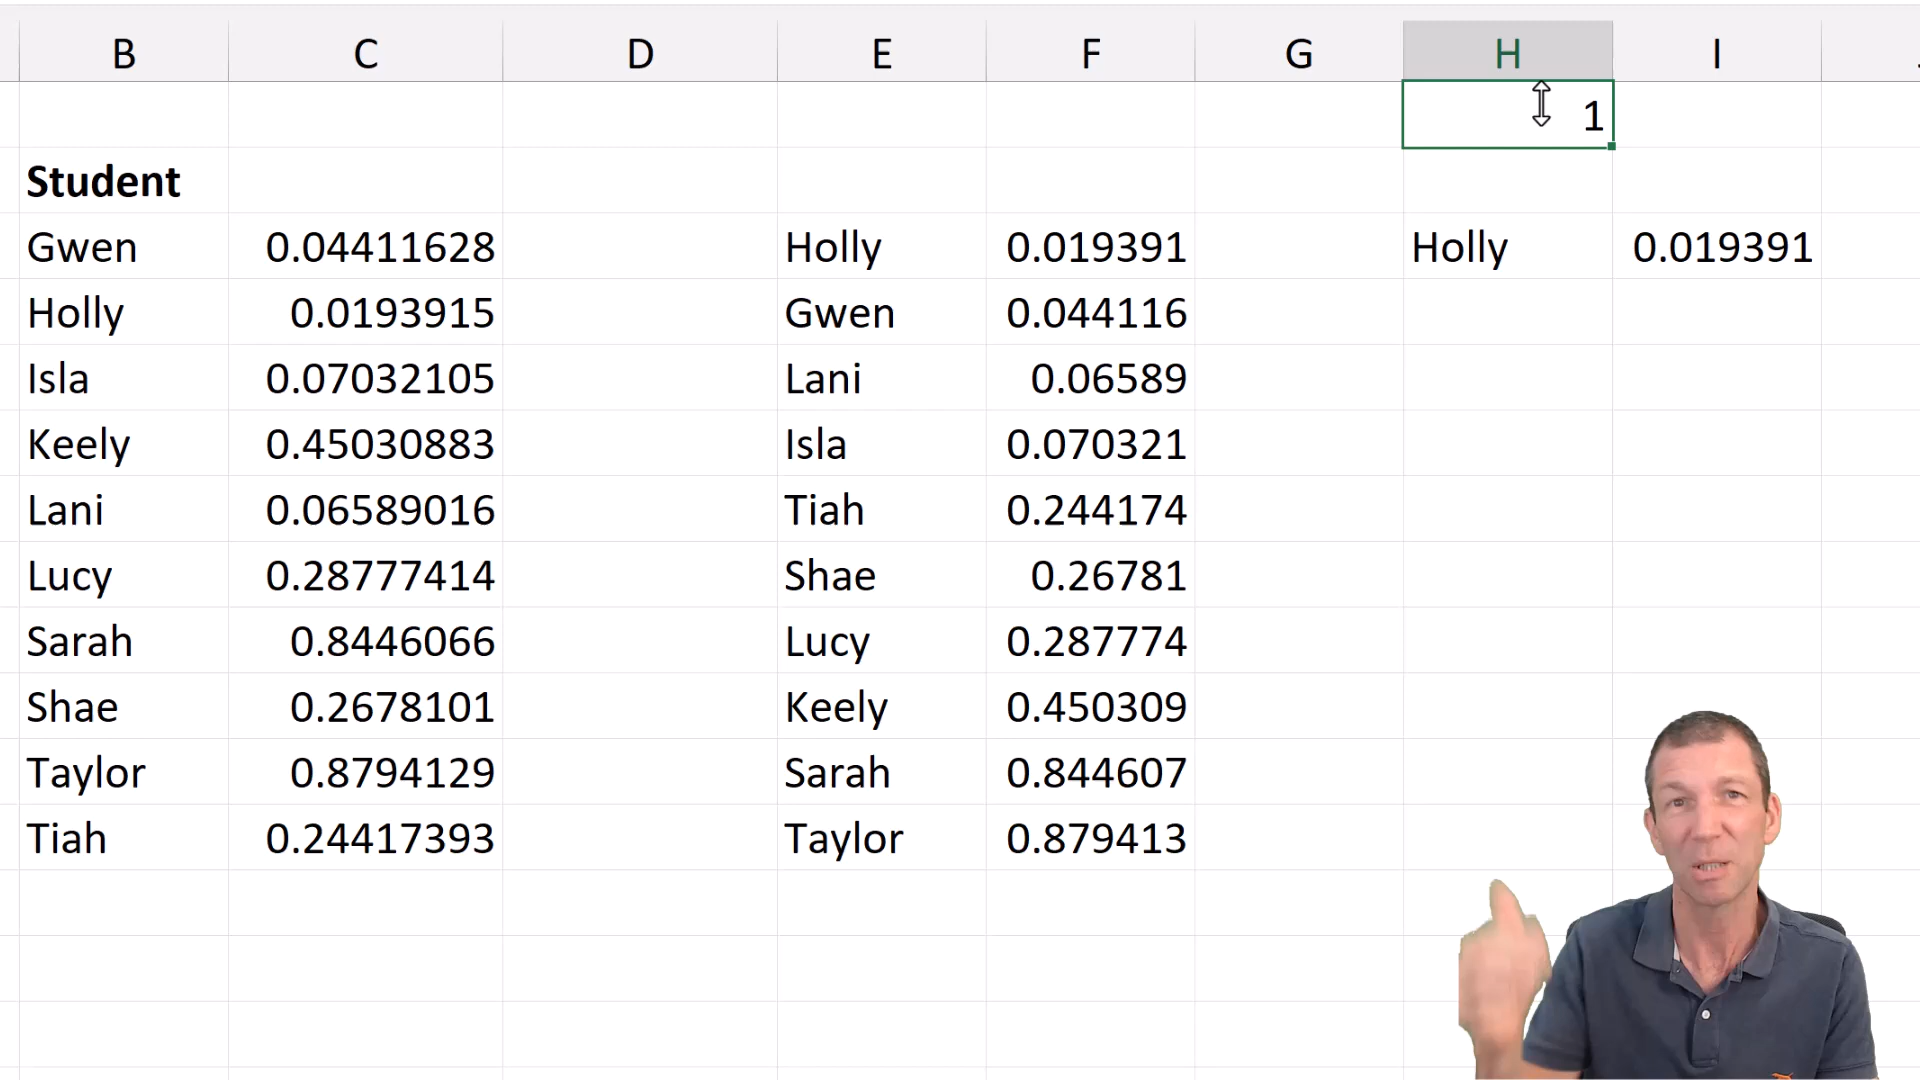 B C D E F G H I
1
Student
Gwen 0.04411628 Holly 0.019391 Holly 0.019391
Holly 0.0193915 Gwen 0.044116
Isla 0.07032105 Lani 0.06589
Keely 0.45030883 Isla 0.070321
Lani 0.06589016 Tiah 0.244174
Lucy 0.28777414 Shae 0.26781
Sarah 0.8446066 Lucy 0.287774
Shae 0.2678101 Keely 0.450309
Taylor 0.8794129 Sarah 0.844607
Tiah 0.24417393 Taylor 0.879413